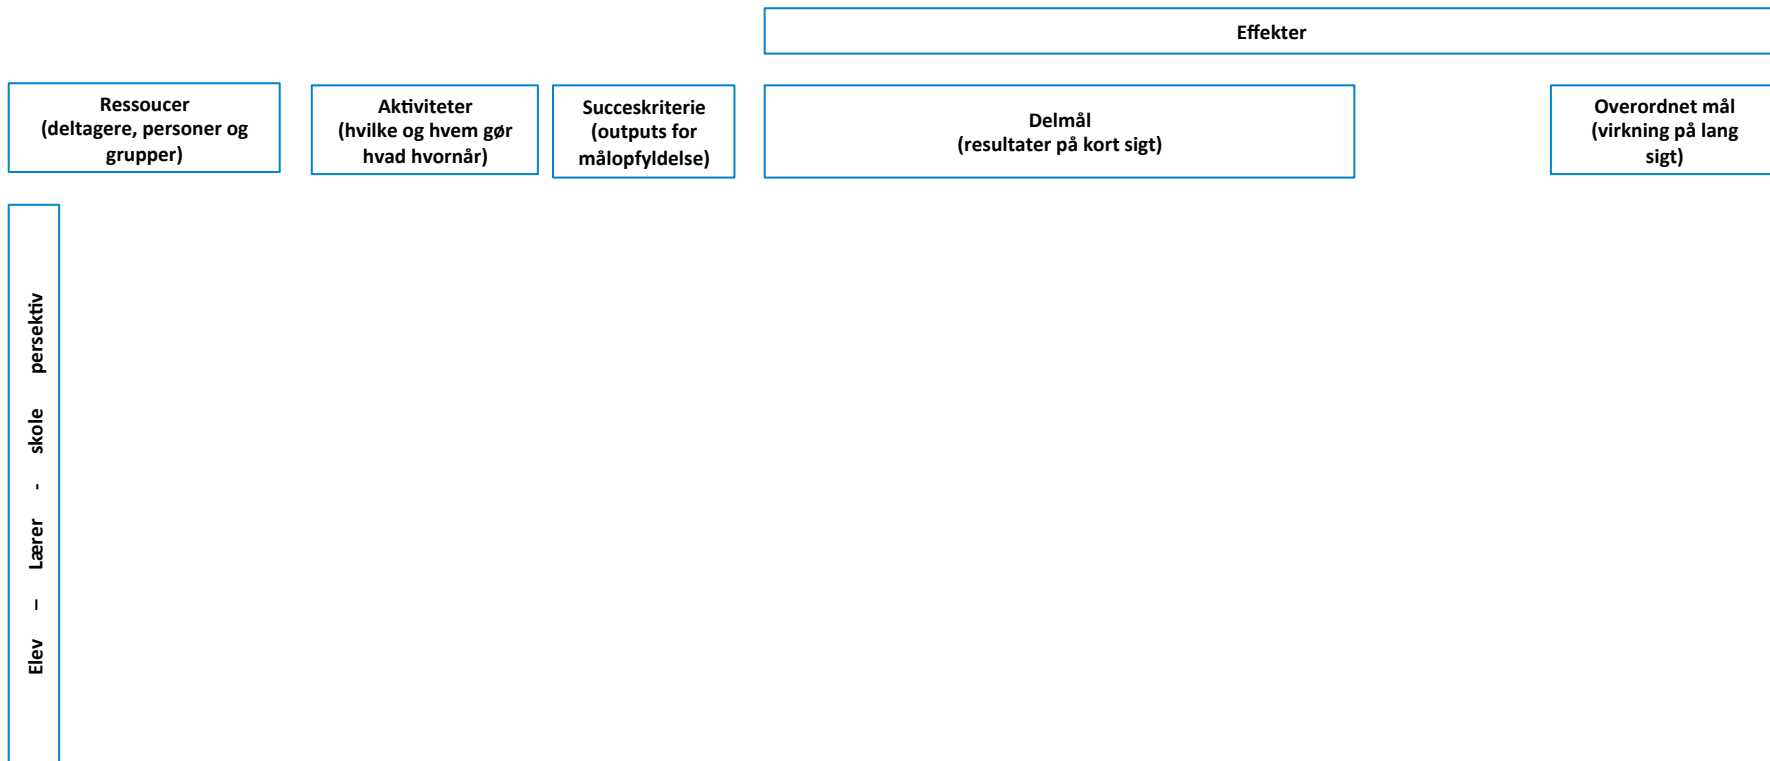 Effekter
Ressoucer
(deltagere, personer og
grupper)
Aktiviteter
(hvilke og hvem gør
hvad hvornår)
Succeskriterie
(outputs for
målopfyldelse)
Delmål
(resultater på kort sigt)
Overordnet mål
(virkning på lang
sigt)
Elev – Lærer - skole persektiv